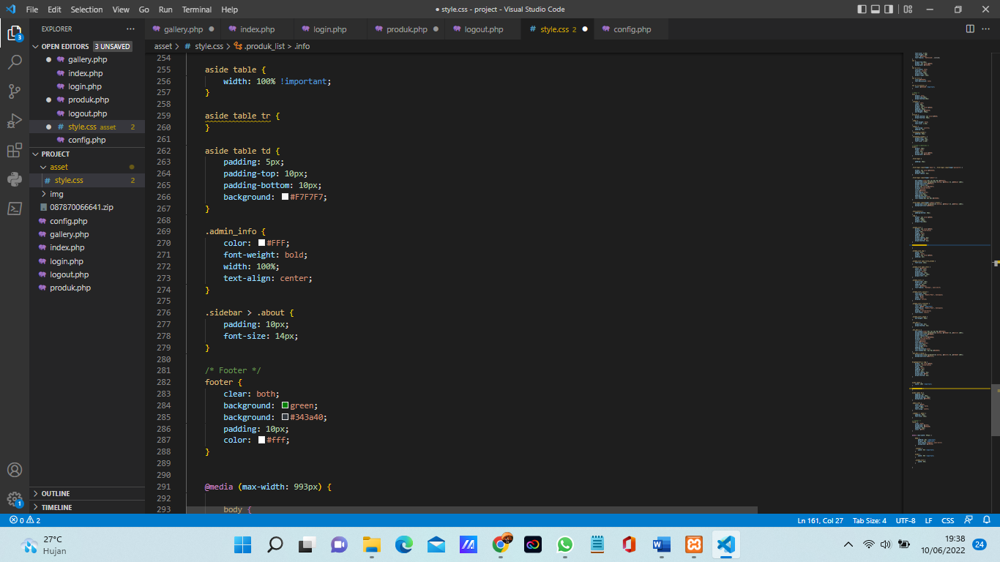 File Edit Selection View Go Run Terminal Help
● style.css - project - Visual Studio Code
EXPLORER
gallery.php
index.php
login.php
produk.php
logout.php
style.css 2
config.php
OPEN EDITORS 3 UNSAVED
gallery.php
index.php
login.php
produk.php
logout.php
style.css asset 2
config.php
PROJECT
asset
style.css 2
img
087870066641.zip
config.php
gallery.php
index.php
login.php
logout.php
produk.php
OUTLINE
TIMELINE
asset > # style.css > .produk_list > .info
254
255 aside table {
256 width: 100% !important;
257 }
258
259 aside table tr {
260 }
261
262 aside table td {
263 padding: 5px;
264 padding-top: 10px;
265 padding-bottom: 10px;
266 background: #F7F7F7;
267 }
268
269 .admin_info {
270 color: #FFF;
271 font-weight: bold;
272 width: 100%;
273 text-align: center;
274 }
275
276 .sidebar > .about {
277 padding: 10px;
278 font-size: 14px;
279 }
280
281 /* Footer */
282 footer {
283 clear: both;
284 background: green;
285 background: #343a40;
286 padding: 10px;
287 color: #fff;
288 }
289
290
291 @media (max-width: 993px) {
292
293 body {
3
1
0 2
Ln 161, Col 27 Tab Size: 4 UTF-8 LF CSS
27°C
Hujan
19:38
10/06/2022
24